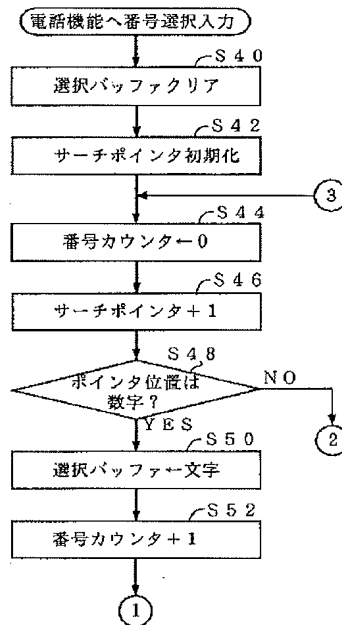 電話機能へ番号選択入力
S40
選択バッファクリア
S42
サーチポインタ初期化
3
S44
番号カウンタ←0
S46
サーチポインタ+1
S48
ポインタ位置は
数字?
NO
YES
2
S50
選択バッファ←文字
S52
番号カウンタ+1
1